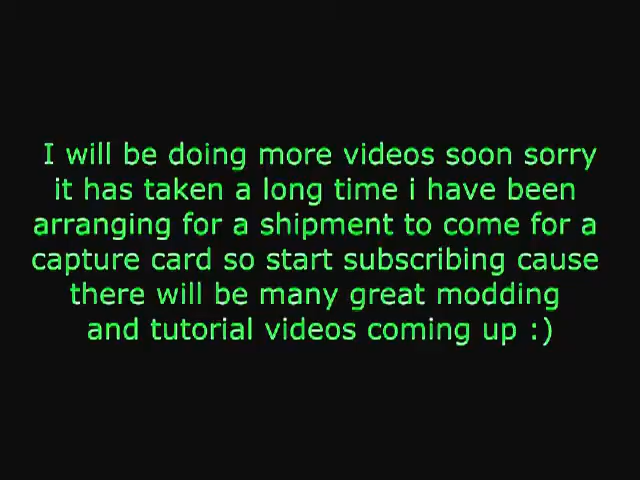 I will be doing more videos soon sorry
it has taken a long time i have been
arranging for a shipment to come for a
capture card so start subscribing cause
there will be many great modding
and tutorial videos coming up :)